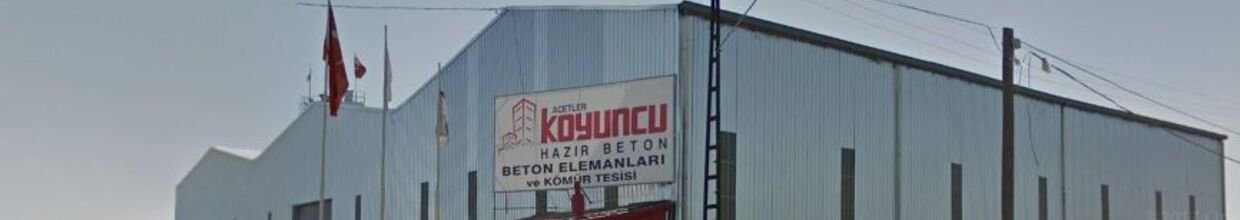 ACETLER
KOYUNCU
HAZIR BETON
BETON ELEMANLARI
ve KÖMÜR TESİSİ